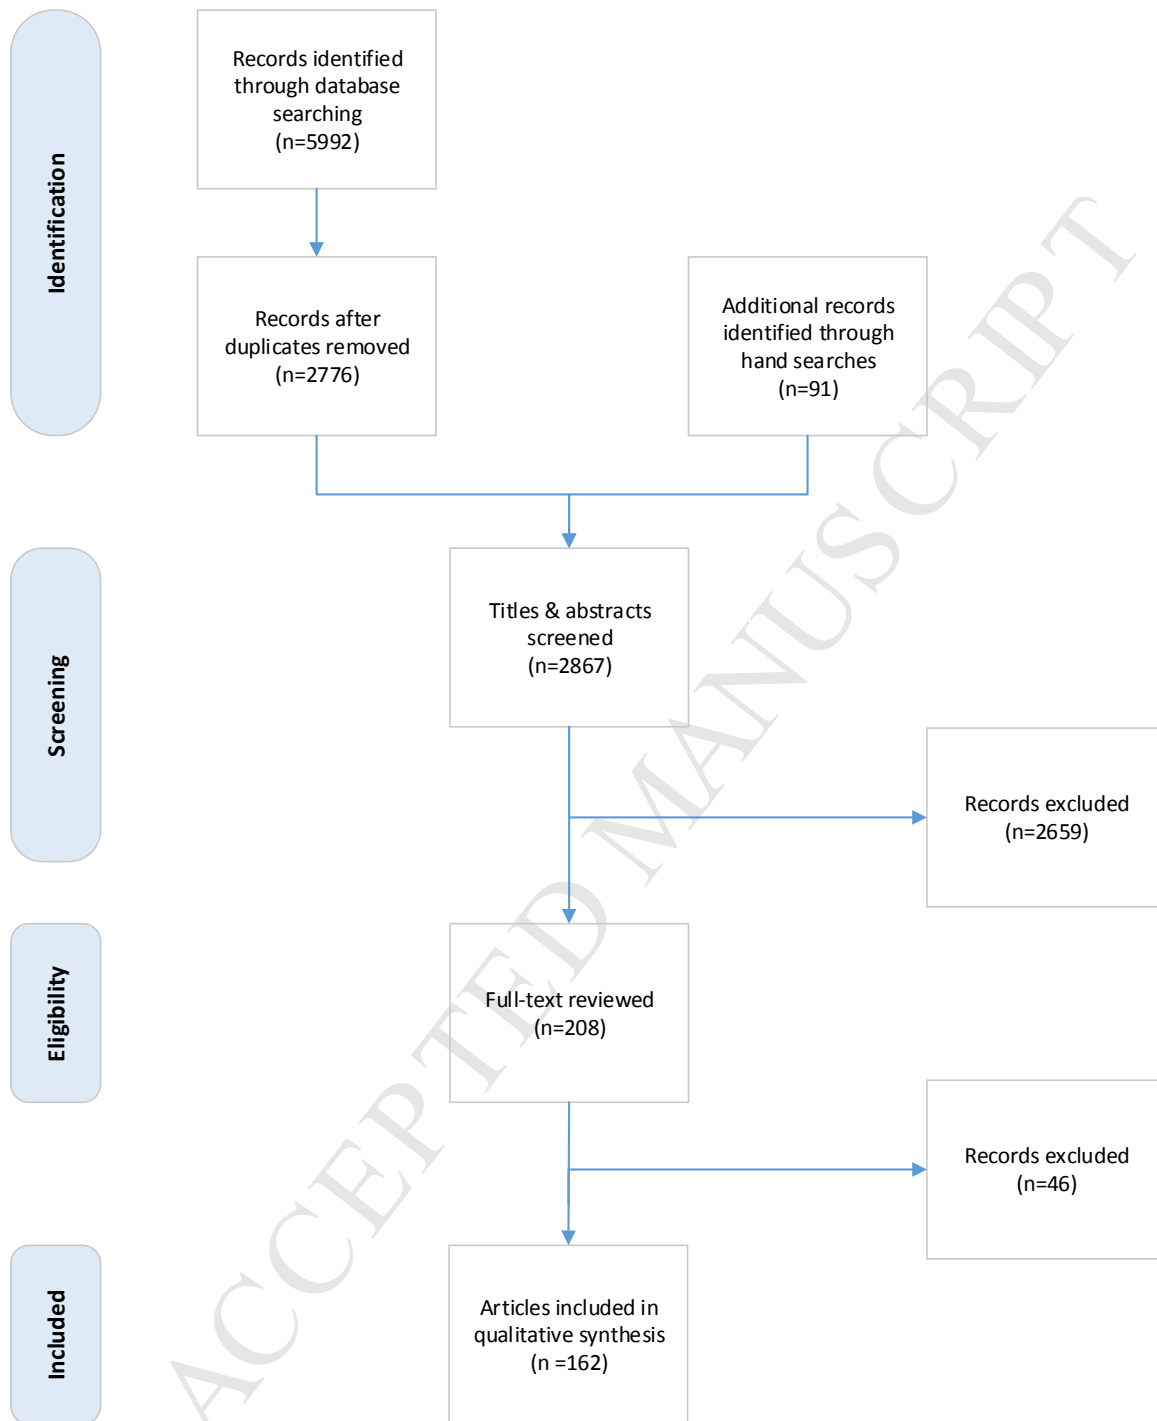 Identification
Records identified
through database
searching
(n=5992)
Records after
duplicates removed
(n=2776)
Additional records
identified through
hand searches
(n=91)
Screening
Titles & abstracts
screened
(n=2867)
Records excluded
(n=2659)
Eligibility
Full-text reviewed
(n=208)
Records excluded
(n=46)
Included
Articles included in
qualitative synthesis
(n =162)
ACCEPTED MANUSCRIPT